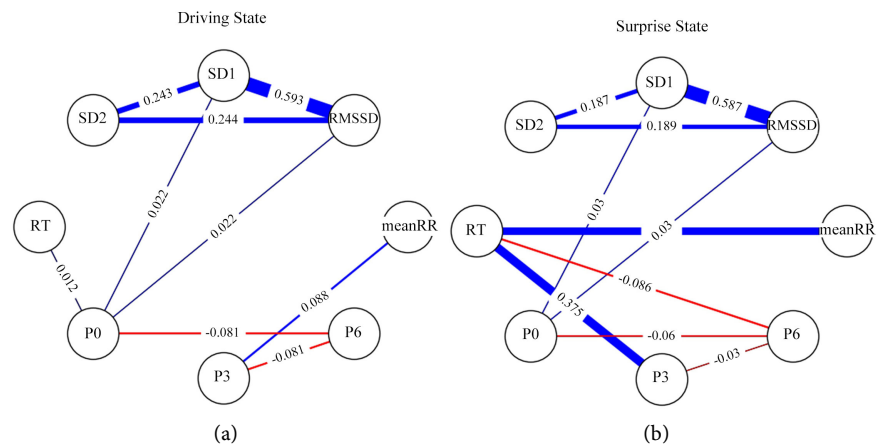 Driving State
SD1
0.243
0.593
SD2
0.244
RMSSD
0.022
0.022
RT
meanRR
0.012
0.088
P0
-0.081
P6
-0.081
P3
(a)
Surprise State
SD1
0.187
0.587
SD2
0.189
RMSSD
0.03
0.03
RT
meanRR
-0.086
0.375
P0
-0.06
P6
-0.03
P3
(b)